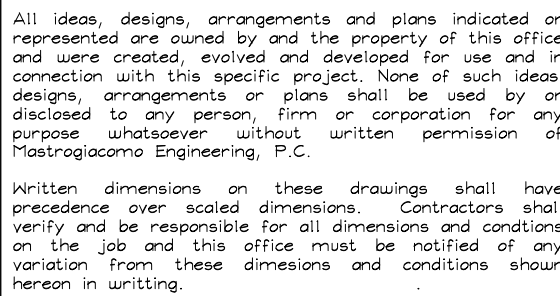 All ideas, designs, arrangements and plans indicated or
represented are owned by and the property of this office
and were created, evolved and developed for use and in
connection with this specific project. None of such ideas
designs, arrangements or plans shall be used by or
disclosed to any person, firm or corporation for any
purpose whatsoever without written permission of
Mastrogiacomo Engineering, P.C.
Written dimensions on these drawings shall have
precedence over scaled dimensions. Contractors shal
verify and be responsible for all dimensions and condtions
on the job and this office must be notified of any
variation from these dimesions and conditions shown
hereon in writting.